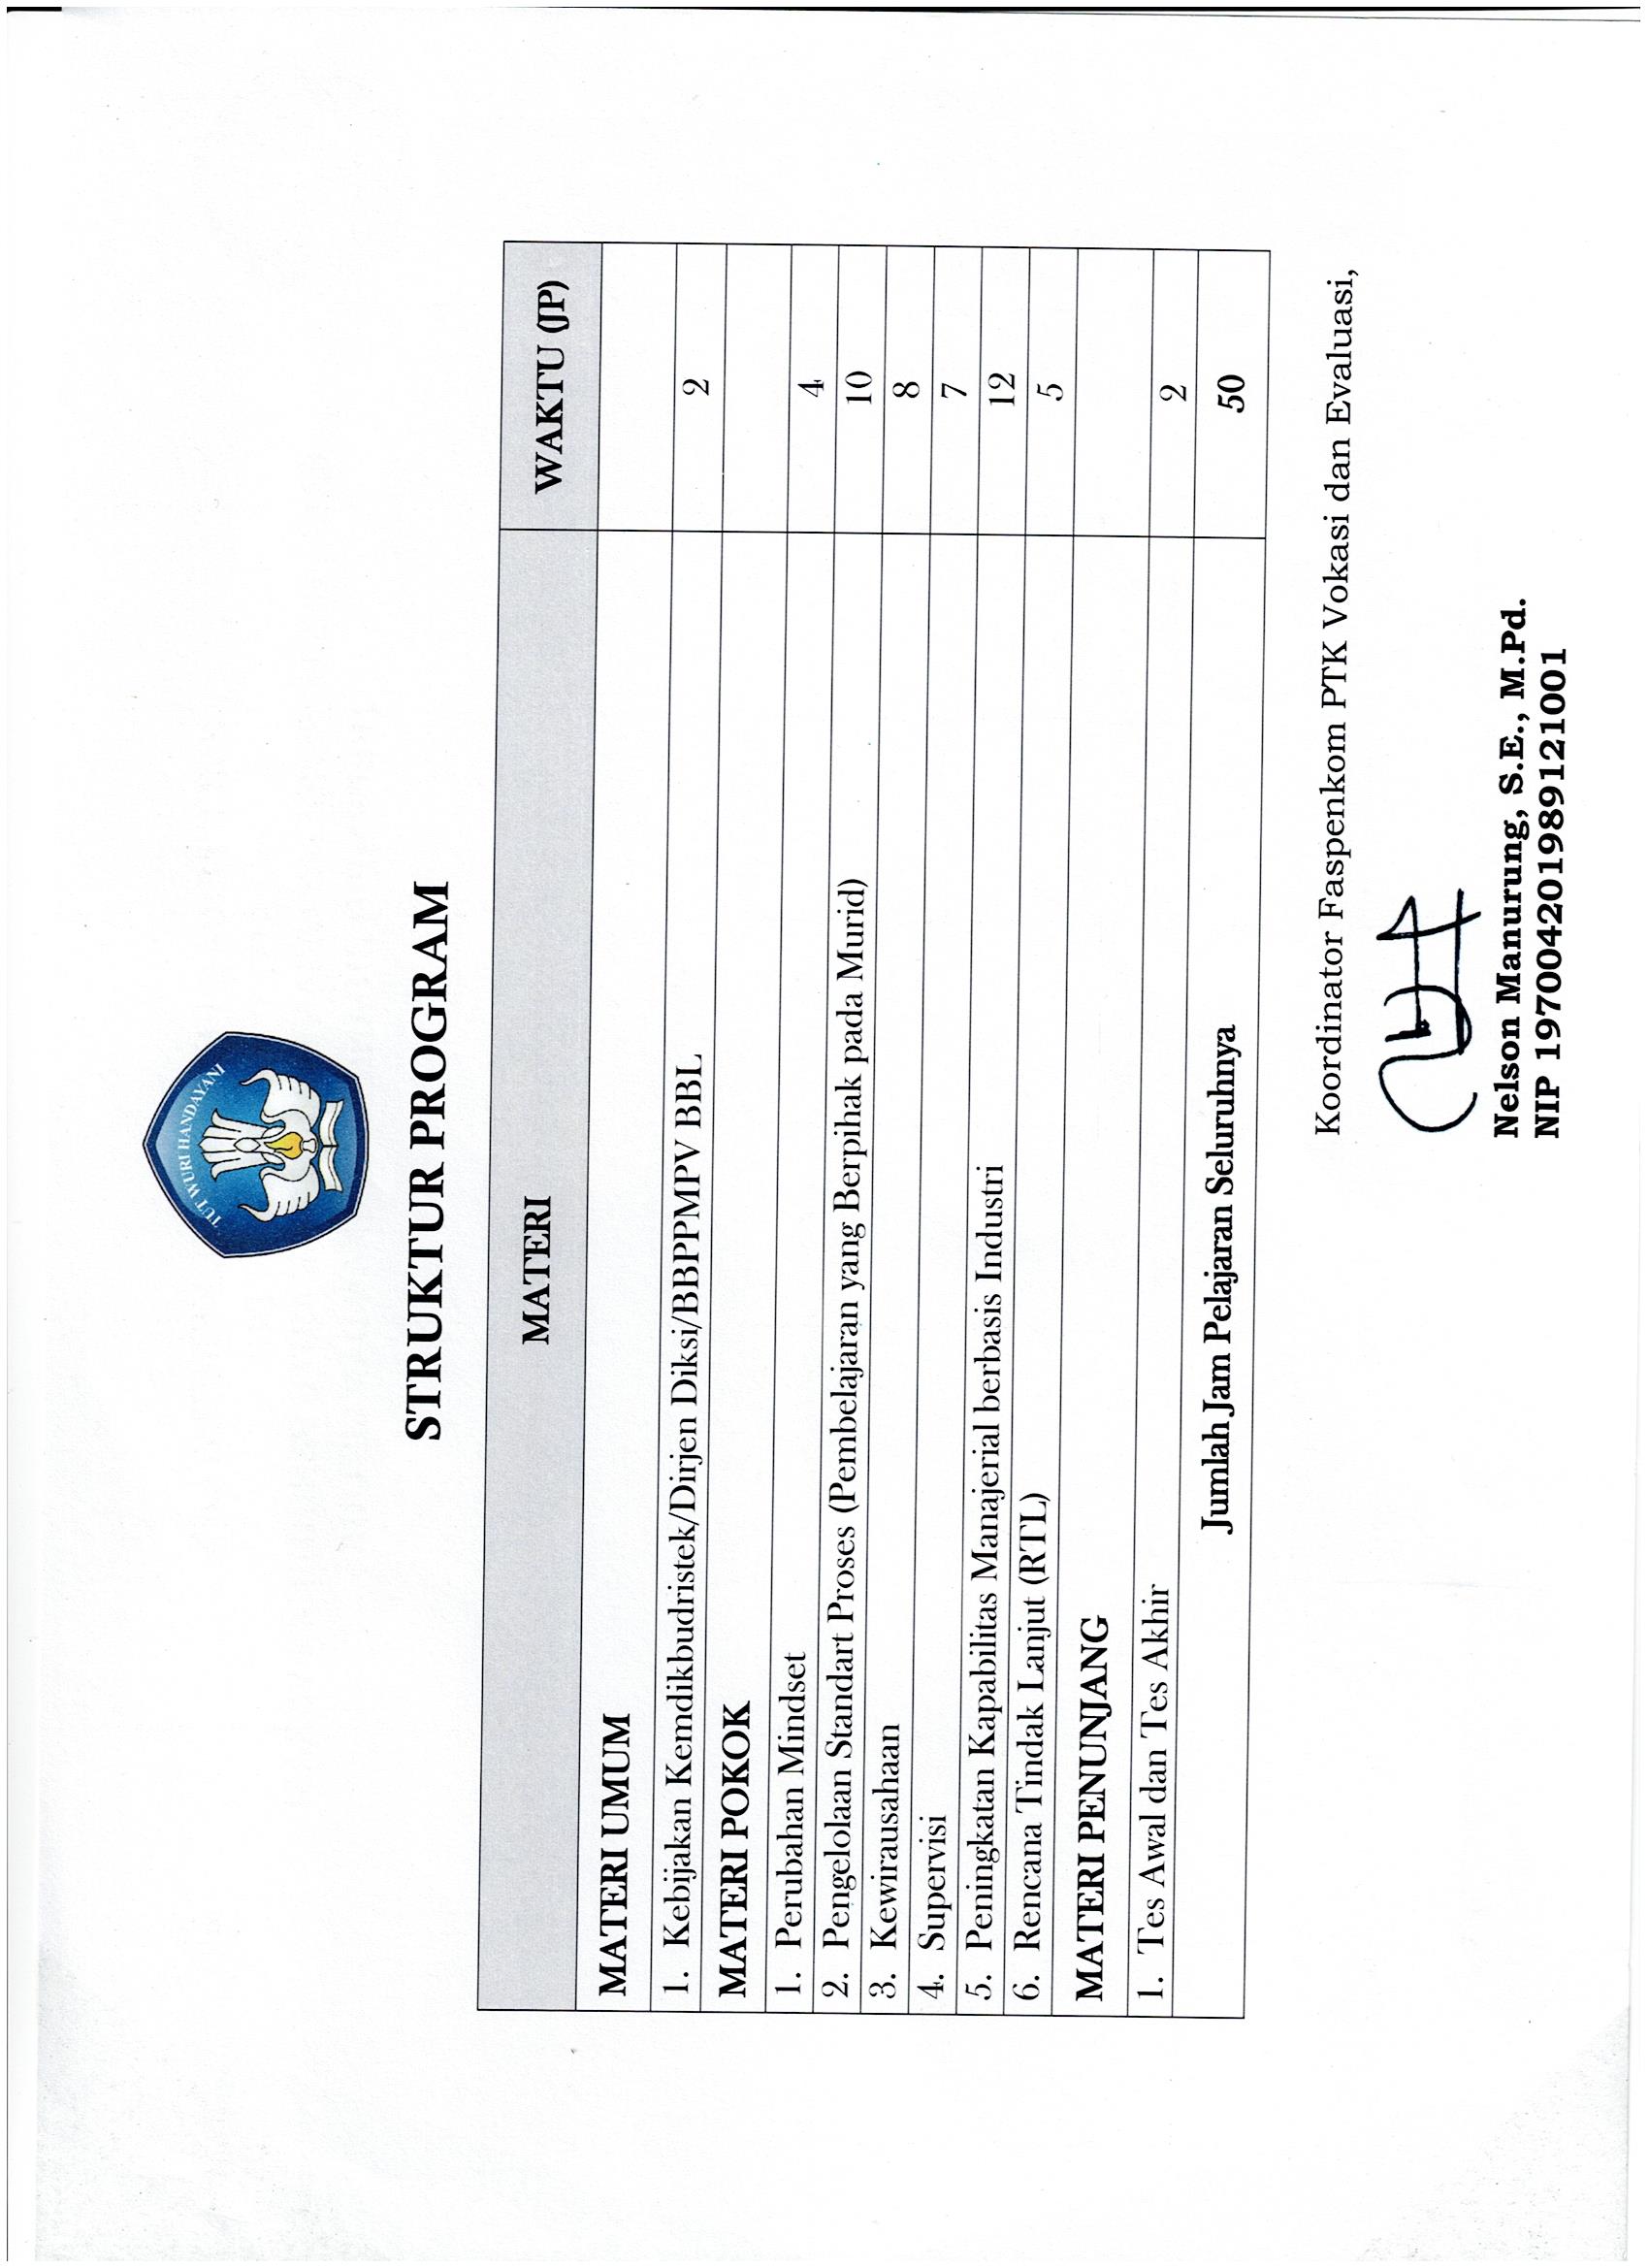 TUT WURI HANDAYANI
STRUKTUR PROGRAM
MATERI WAKTU (JP)
MATERI UMUM
1. Kebijakan Kemdikbudristek/Dirjen Diksi/BBPPMPV BBL 2
MATERI POKOK
1. Perubahan Mindset 4
2. Pengelolaan Standart Proses (Pembelajaran yang Berpihak pada Murid) 10
3. Kewirausahaan 8
4. Supervisi 7
5. Peningkatan Kapabilitas Manajerial berbasis Industri 12
6. Rencana Tindak Lanjut (RTL) 5
MATERI PENUNJANG
1. Tes Awal dan Tes Akhir 2
Jumlah Jam Pelajaran Seluruhnya 50
Koordinator Faspenkom PTK Vokasi dan Evaluasi,
Nelson Manurung, S.E., M.Pd.
NIP 197004201989121001